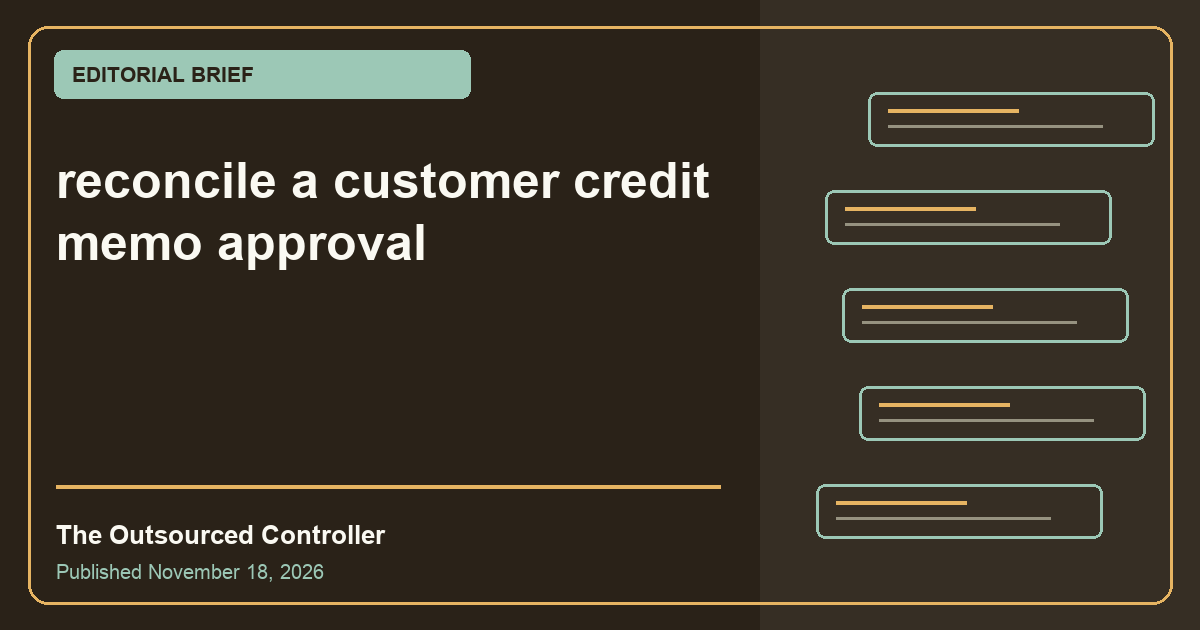 EDITORIAL BRIEF
reconcile a customer credit
memo approval
The Outsourced Controller
Published November 18, 2026